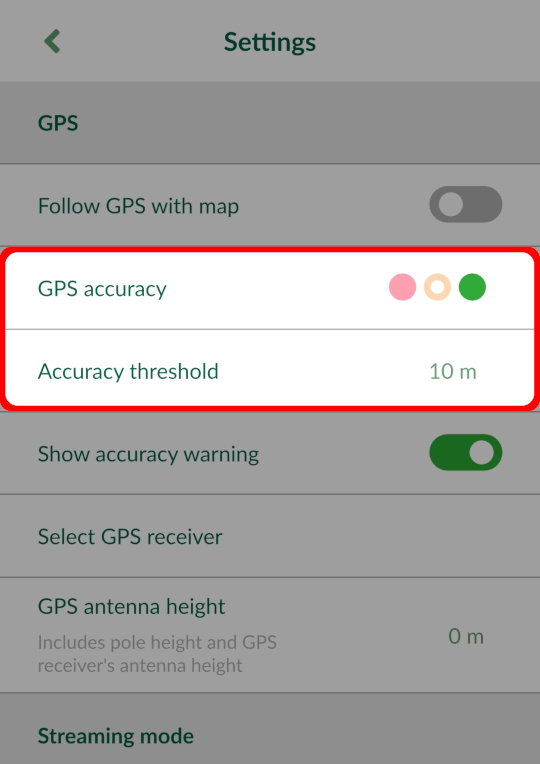 Settings
GPS
Follow GPS with map
GPS accuracy
Accuracy threshold 10 m
Show accuracy warning
Select GPS receiver
GPS antenna height
Includes pole height and GPS
receiver's antenna height
0 m
Streaming mode